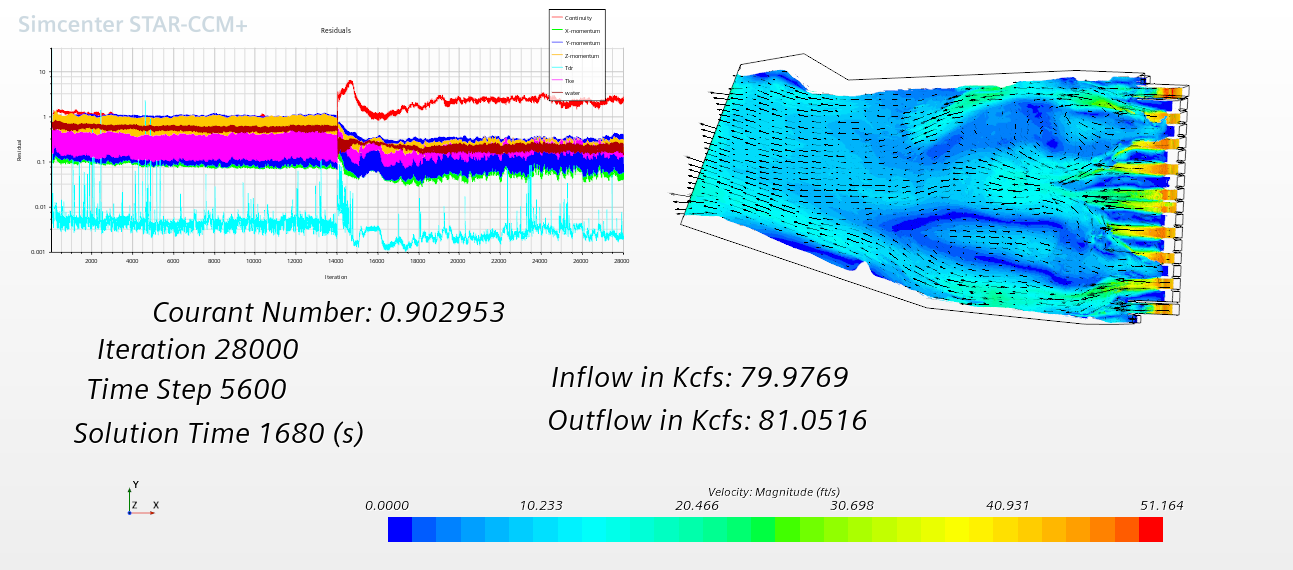 Simcenter STAR-CCM+
Residuals
Continuity
X-momentum
Y-momentum
Z-momentum
Tdr
Tke
water
Residual
10
1
0.1
0.01
0.001
2000 4000 6000 8000 10000 12000 14000 16000 18000 20000 22000 24000 26000 28000
Iteration
Courant Number: 0.902953
Iteration 28000
Time Step 5600
Solution Time 1680 (s)
Inflow in Kcfs: 79.9769
Outflow in Kcfs: 81.0516
Y
Z X
Velocity: Magnitude (ft/s)
0.0000 10.233 20.466 30.698 40.931 51.164